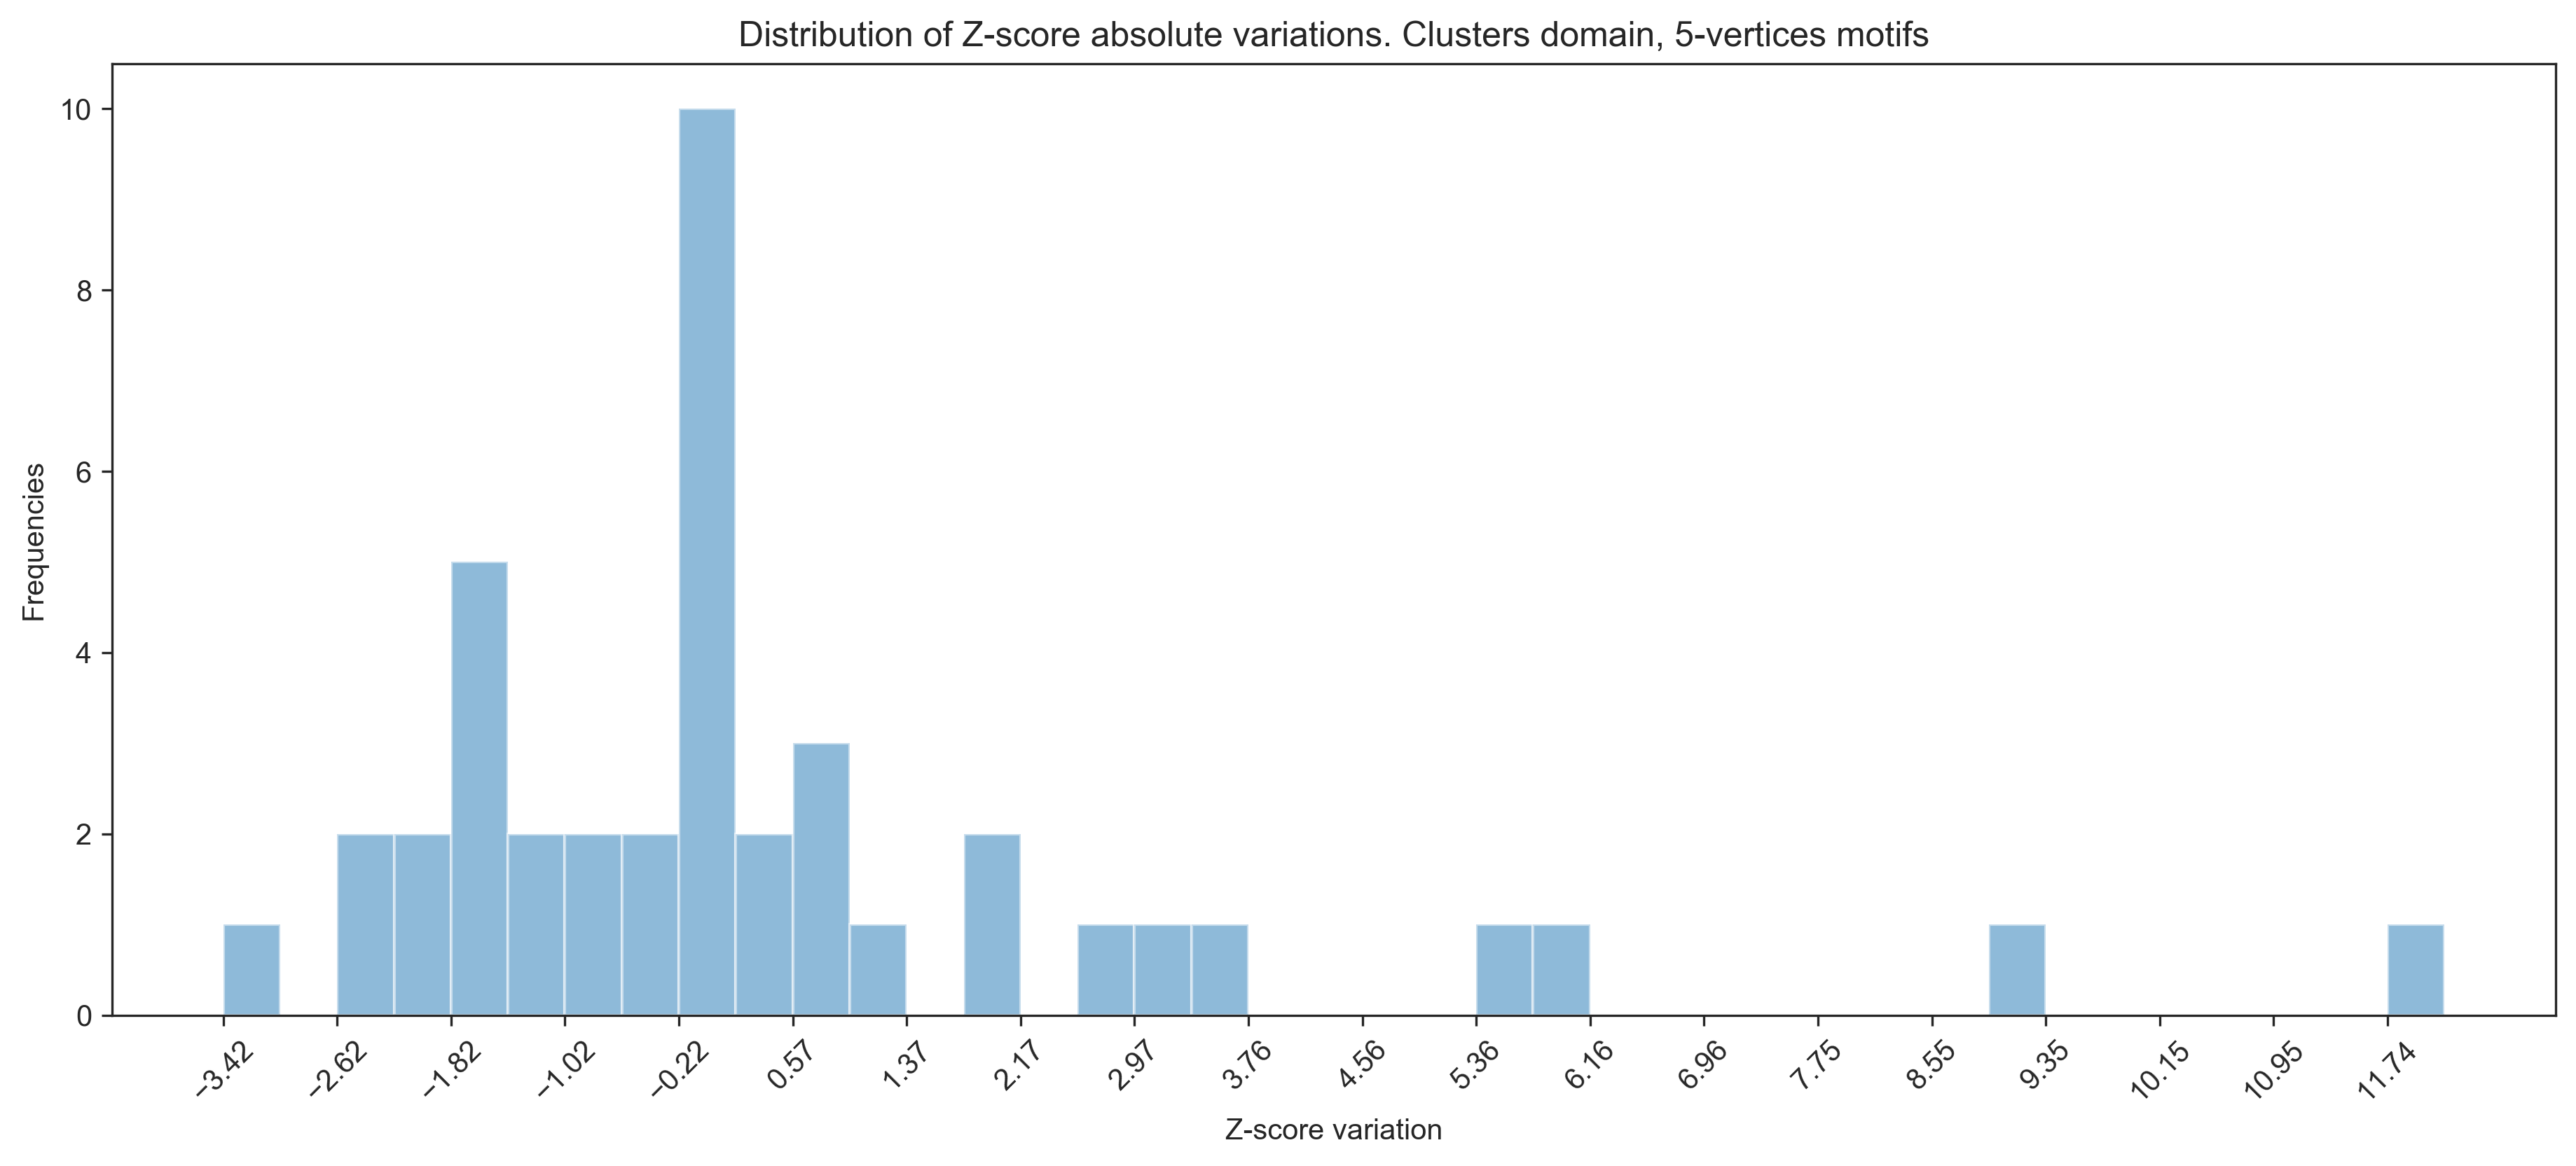 Distribution of Z-score absolute variations. Clusters domain, 5-vertices motifs
Frequencies
10
8
6
4
2
0
−3.42 −2.62 −1.82 −1.02 −0.22 0.57 1.37 2.17 2.97 3.76 4.56 5.36 6.16 6.96 7.75 8.55 9.35 10.15 10.95 11.74
Z-score variation